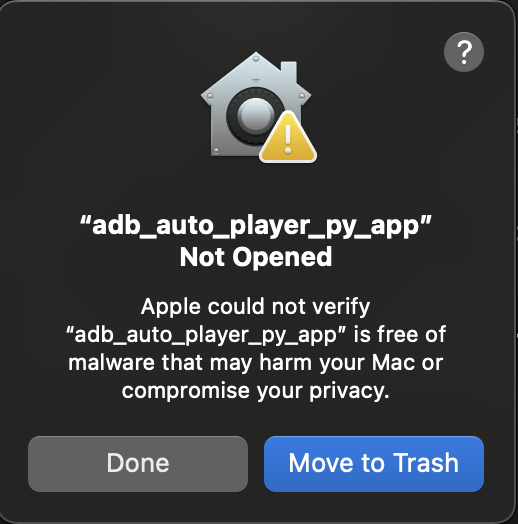 ?
“adb_auto_player_py_app”
Not Opened
Apple could not verify
“adb_auto_player_py_app” is free of
malware that may harm your Mac or
compromise your privacy.
Done
Move to Trash